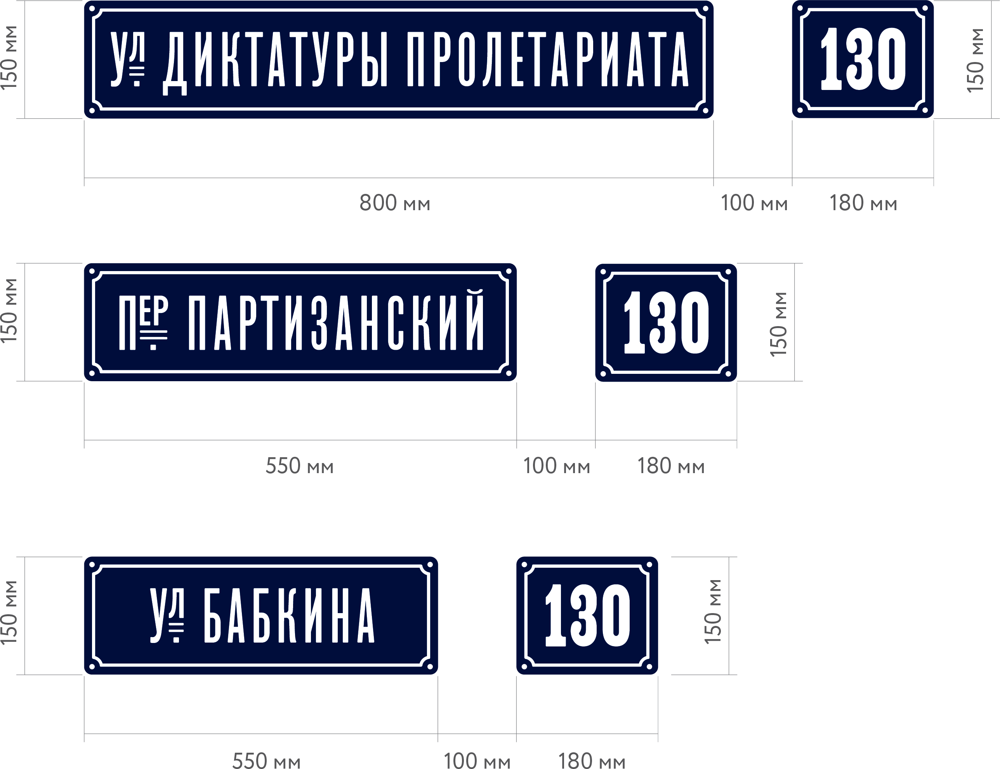 150 мм
Ул. ДИКТАТУРЫ ПРОЛЕТАРИАТА
130
150 мм
800 мм
100 мм
180 мм
150 мм
ПЕР. ПАРТИЗАНСКИЙ
130
150 мм
550 мм
100 мм
180 мм
150 мм
Ул. БАБКИНА
130
150 мм
550 мм
100 мм
180 мм